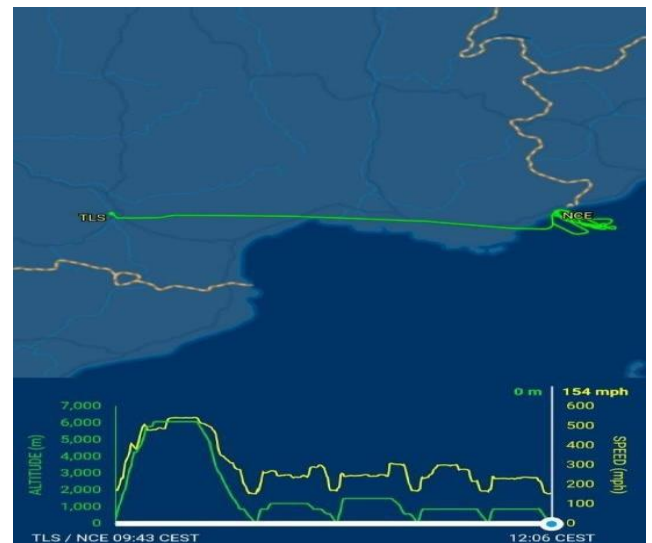 TLS
NCE
0 m 154 mph
7,000
6,000
5,000
4,000
3,000
2,000
1,000
0
ALTITUDE (m)
600
500
400
300
200
100
0
SPEED (mph)
TLS / NCE 09:43 CEST
12:06 CEST